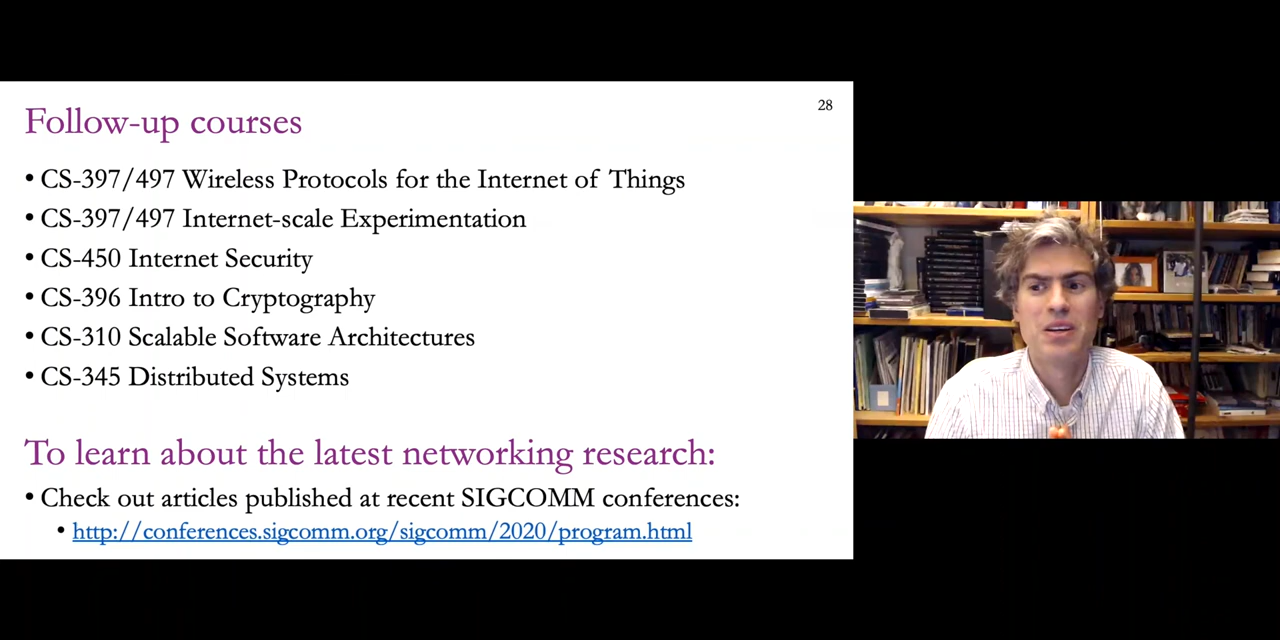 28
Follow-up courses
• CS-397/497 Wireless Protocols for the Internet of Things
• CS-397/497 Internet-scale Experimentation
• CS-450 Internet Security
• CS-396 Intro to Cryptography
• CS-310 Scalable Software Architectures
• CS-345 Distributed Systems
To learn about the latest networking research:
• Check out articles published at recent SIGCOMM conferences:
• http://conferences.sigcomm.org/sigcomm/2020/program.html